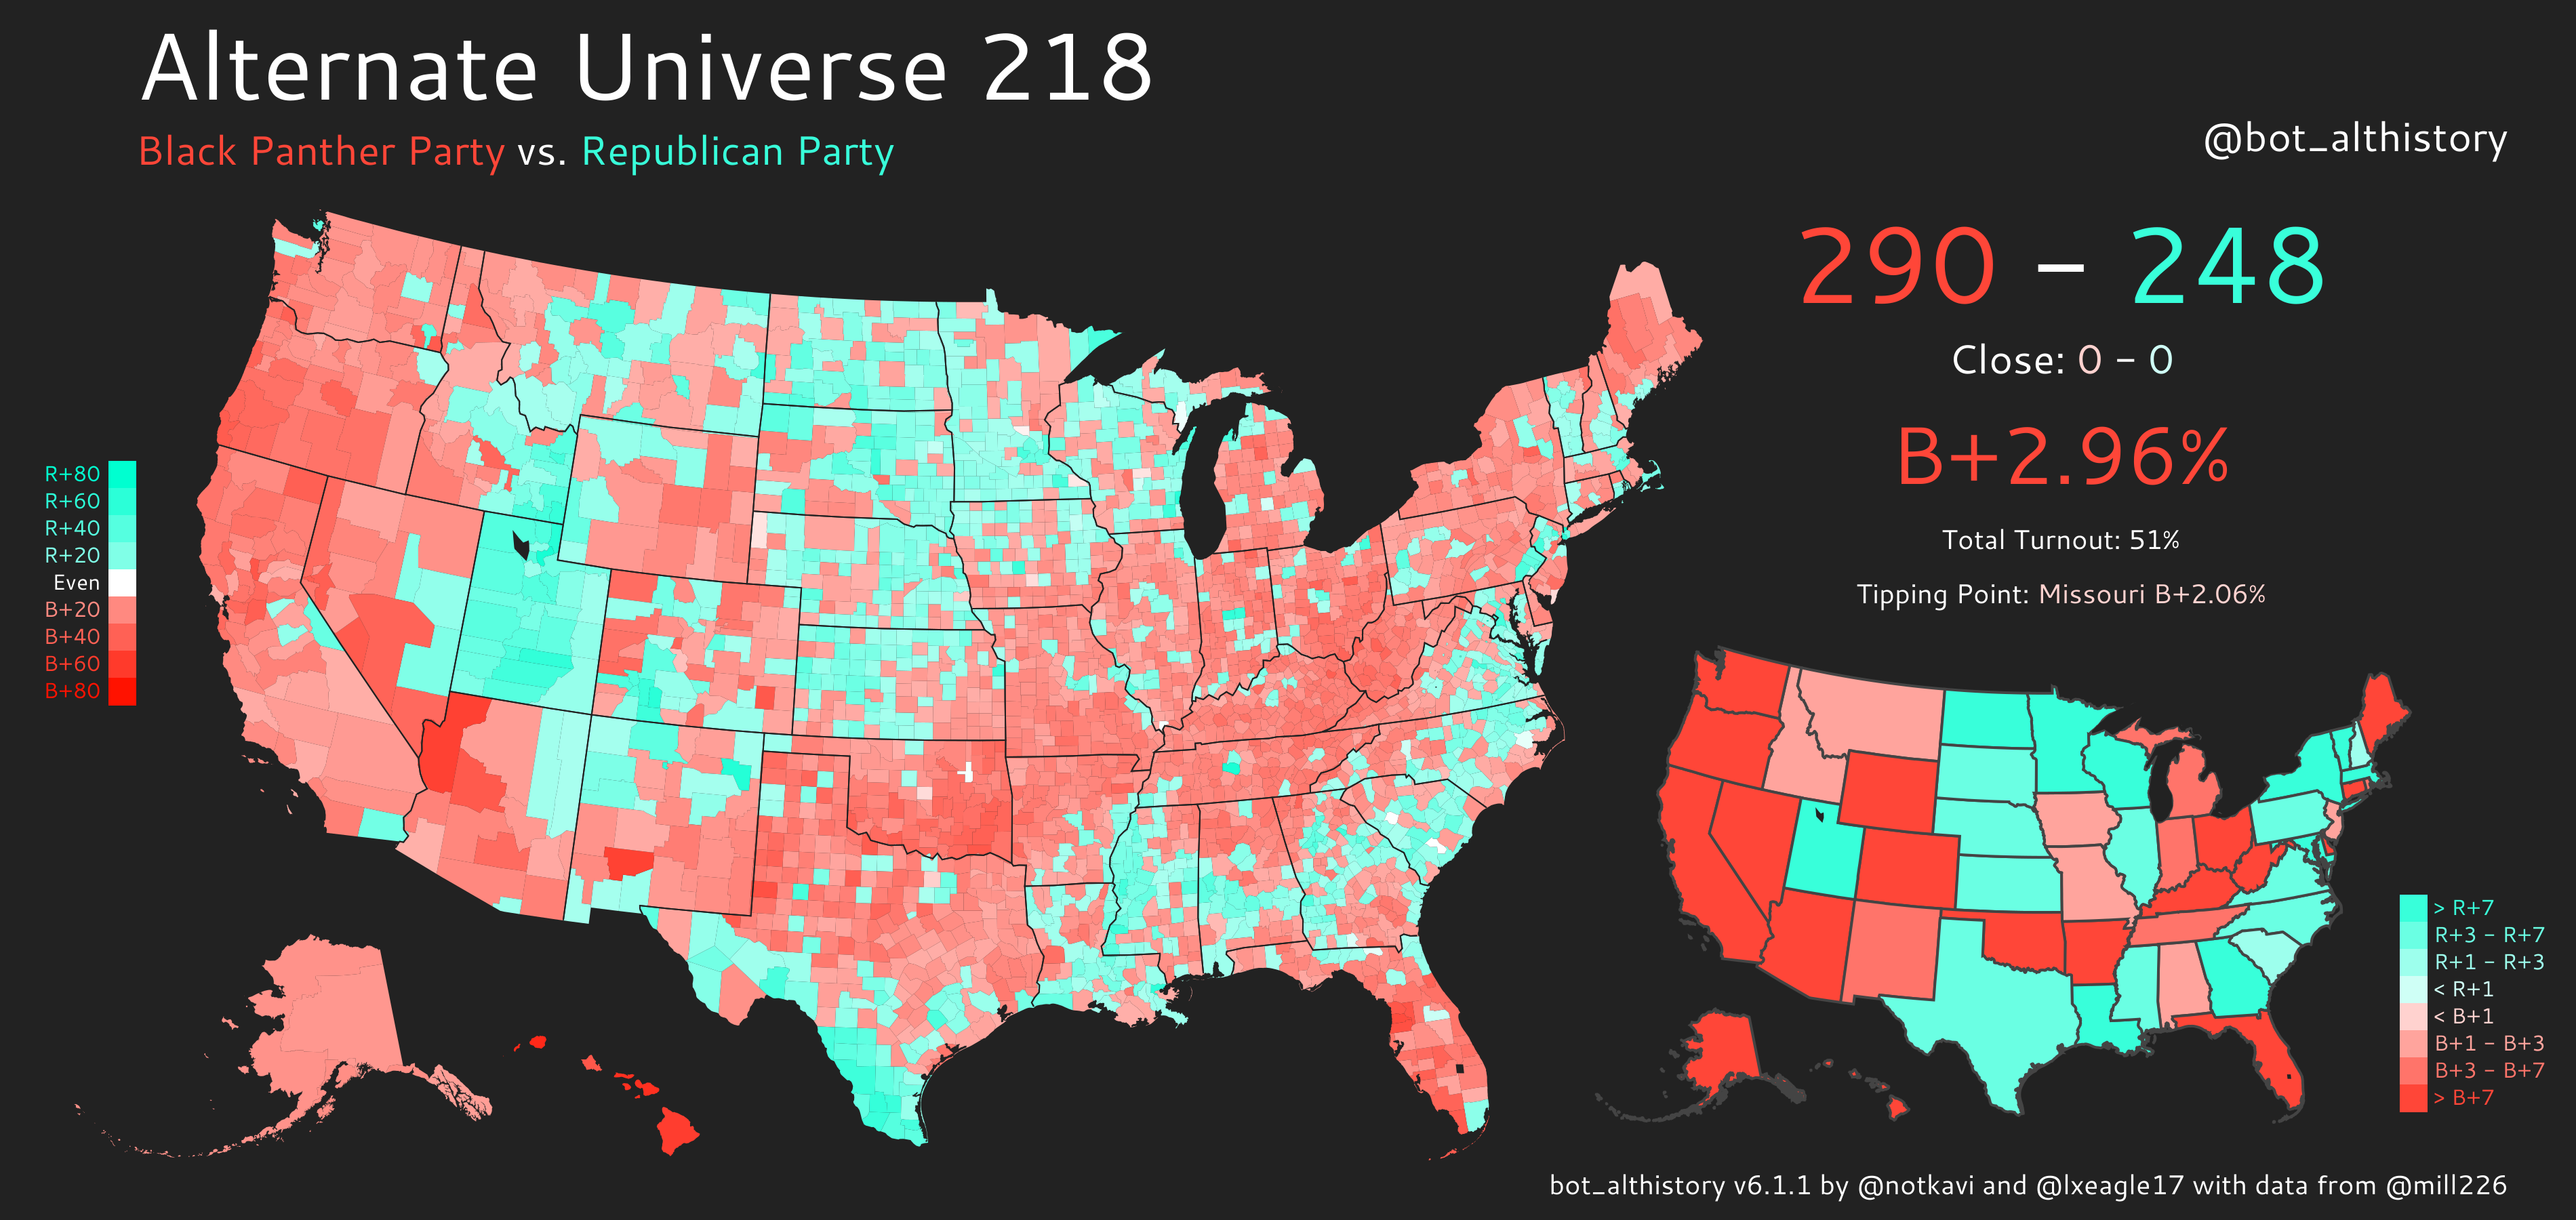 Alternate Universe 218
Black Panther Party vs. Republican Party
@bot_althistory
290 – 248
Close: 0 – 0
B+2.96%
Total Turnout: 51%
Tipping Point: Missouri B+2.06%
R+80
R+60
R+40
R+20
Even
B+20
B+40
B+60
B+80
> R+7
R+3 – R+7
R+1 – R+3
< R+1
< B+1
B+1 – B+3
B+3 – B+7
> B+7
bot_althistory v6.1.1 by @notkavi and @lxeagle17 with data from @mill226